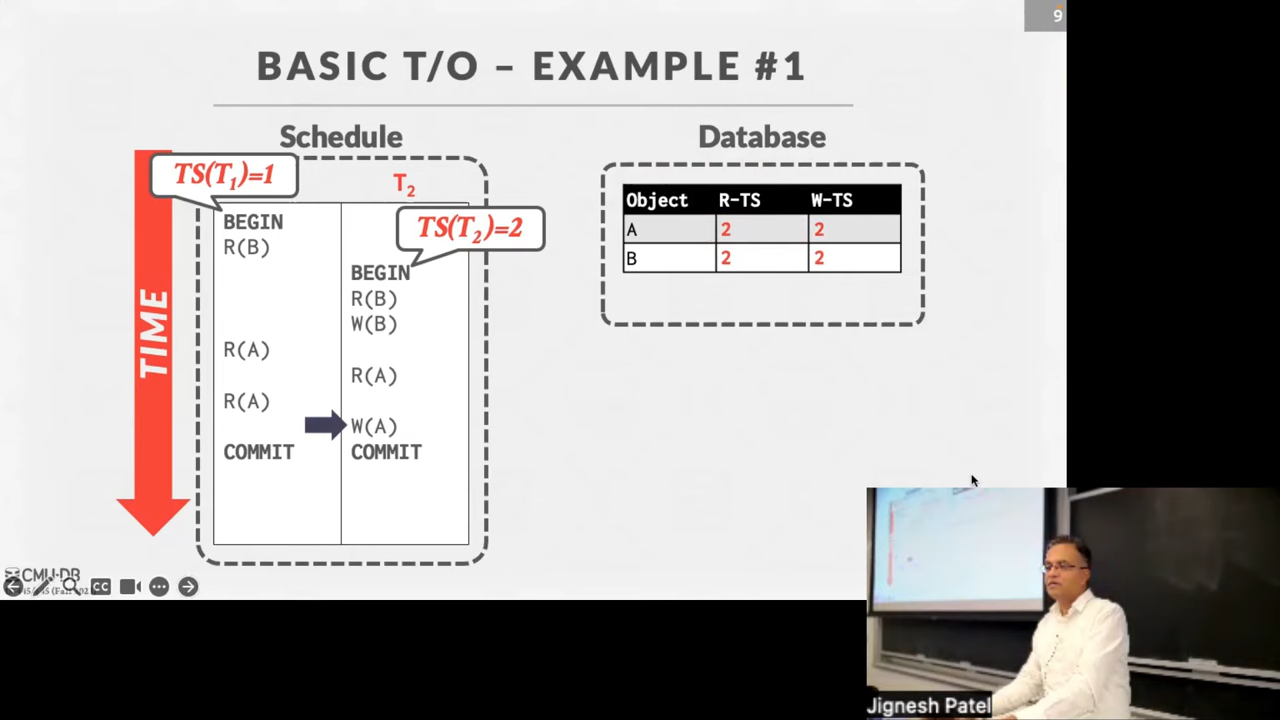 9
BASIC T/O – EXAMPLE #1
Schedule
Database
TIME
TS(T1)=1
T2
TS(T2)=2
BEGIN
R(B)
BEGIN
R(B)
W(B)
R(A)
R(A)
R(A)
W(A)
COMMIT COMMIT
Object R-TS W-TS
A 2 2
B 2 2
CMU-DB
CC
Jignesh Patel